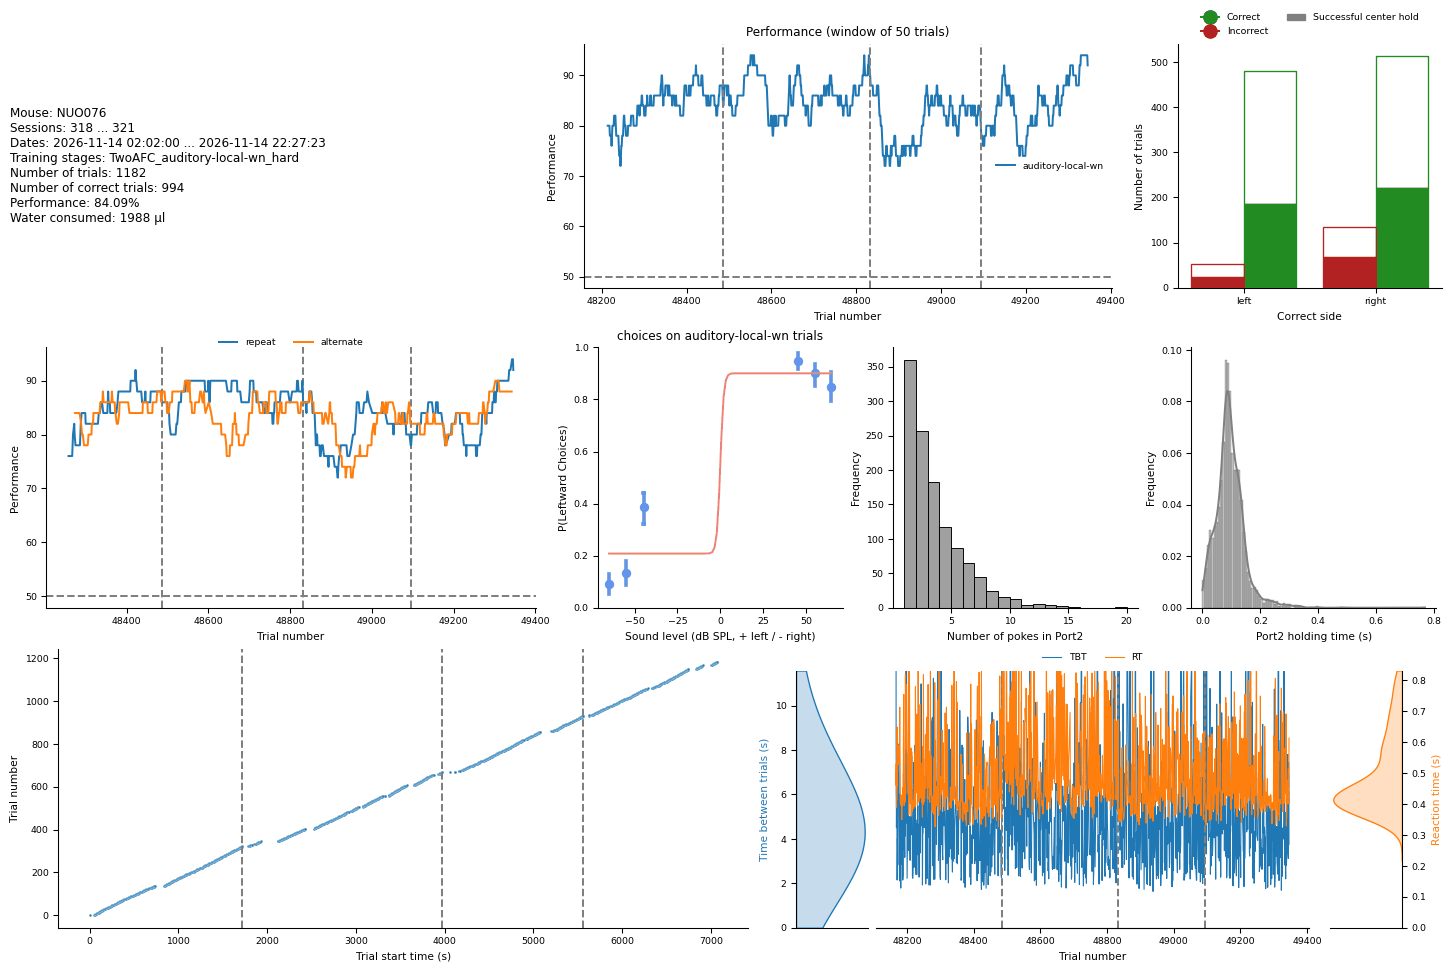 Mouse: NUO076
Sessions: 318 ... 321
Dates: 2026-11-14 02:02:00 ... 2026-11-14 22:27:23
Training stages: TwoAFC_auditory-local-wn_hard
Number of trials: 1182
Number of correct trials: 994
Performance: 84.09%
Water consumed: 1988 µl
Performance (window of 50 trials)
Performance
90
80
70
60
50
auditory-local-wn
48200 48400 48600 48800 49000 49200 49400
Trial number
Correct
Incorrect
Successful center hold
Number of trials
500
400
300
200
100
0
left right
Correct side
repeat alternate
Performance
90
80
70
60
50
48400 48600 48800 49000 49200 49400
Trial number
choices on auditory-local-wn trials
P(Leftward Choices)
1.0
0.8
0.6
0.4
0.2
0.0
−50 −25 0 25 50
Sound level (dB SPL, + left / - right)
Frequency
350
300
250
200
150
100
50
0
5 10 15 20
Number of pokes in Port2
Frequency
0.10
0.08
0.06
0.04
0.02
0.00
0.0 0.2 0.4 0.6 0.8
Port2 holding time (s)
Trial number
1200
1000
800
600
400
200
0
0 1000 2000 3000 4000 5000 6000 7000
Trial start time (s)
Time between trials (s)
10
8
6
4
2
0
TBT RT
48200 48400 48600 48800 49000 49200 49400
Trial number
0.8
0.7
0.6
0.5
0.4
0.3
0.2
0.1
0.0
Reaction time (s)